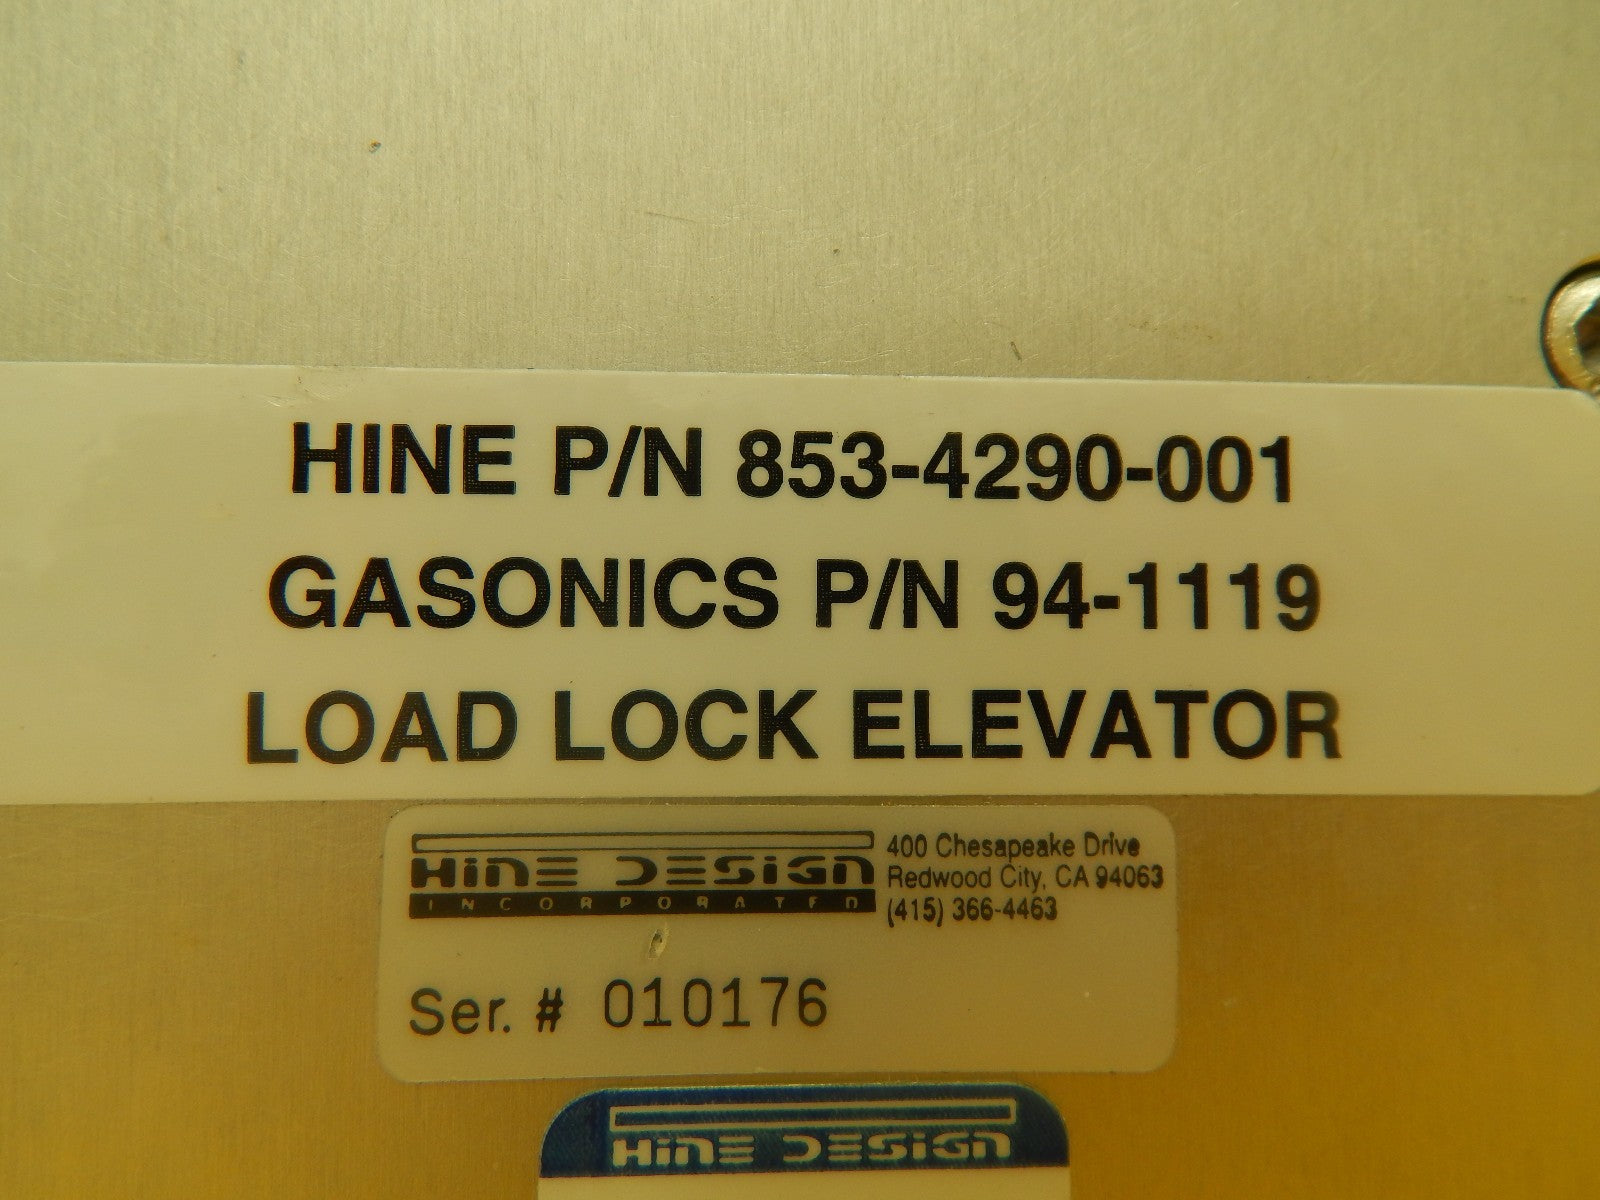 HINE P/N 853-4290-001
GASONICS P/N 94-1119
LOAD LOCK ELEVATOR
HINE DESIGN
INCORPORATED
400 Chesapeake Drive
Redwood City, CA 94063
(415) 366-4463
Ser. # 010176
HINE DESIGN